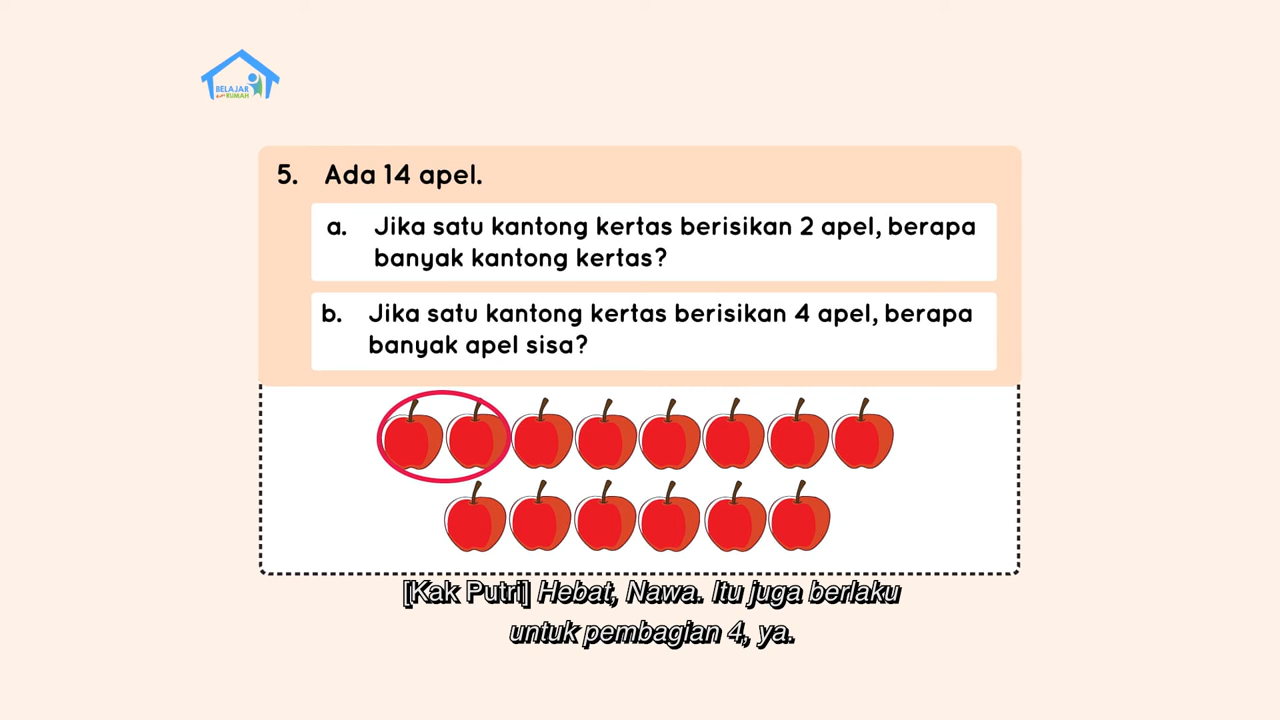 BELAJAR
dari RUMAH
5. Ada 14 apel.
a. Jika satu kantong kertas berisikan 2 apel, berapa
banyak kantong kertas?
b. Jika satu kantong kertas berisikan 4 apel, berapa
banyak apel sisa?
[Kak Putri] Hebat, Nawa. Itu juga berlaku
untuk pembagian 4, ya.